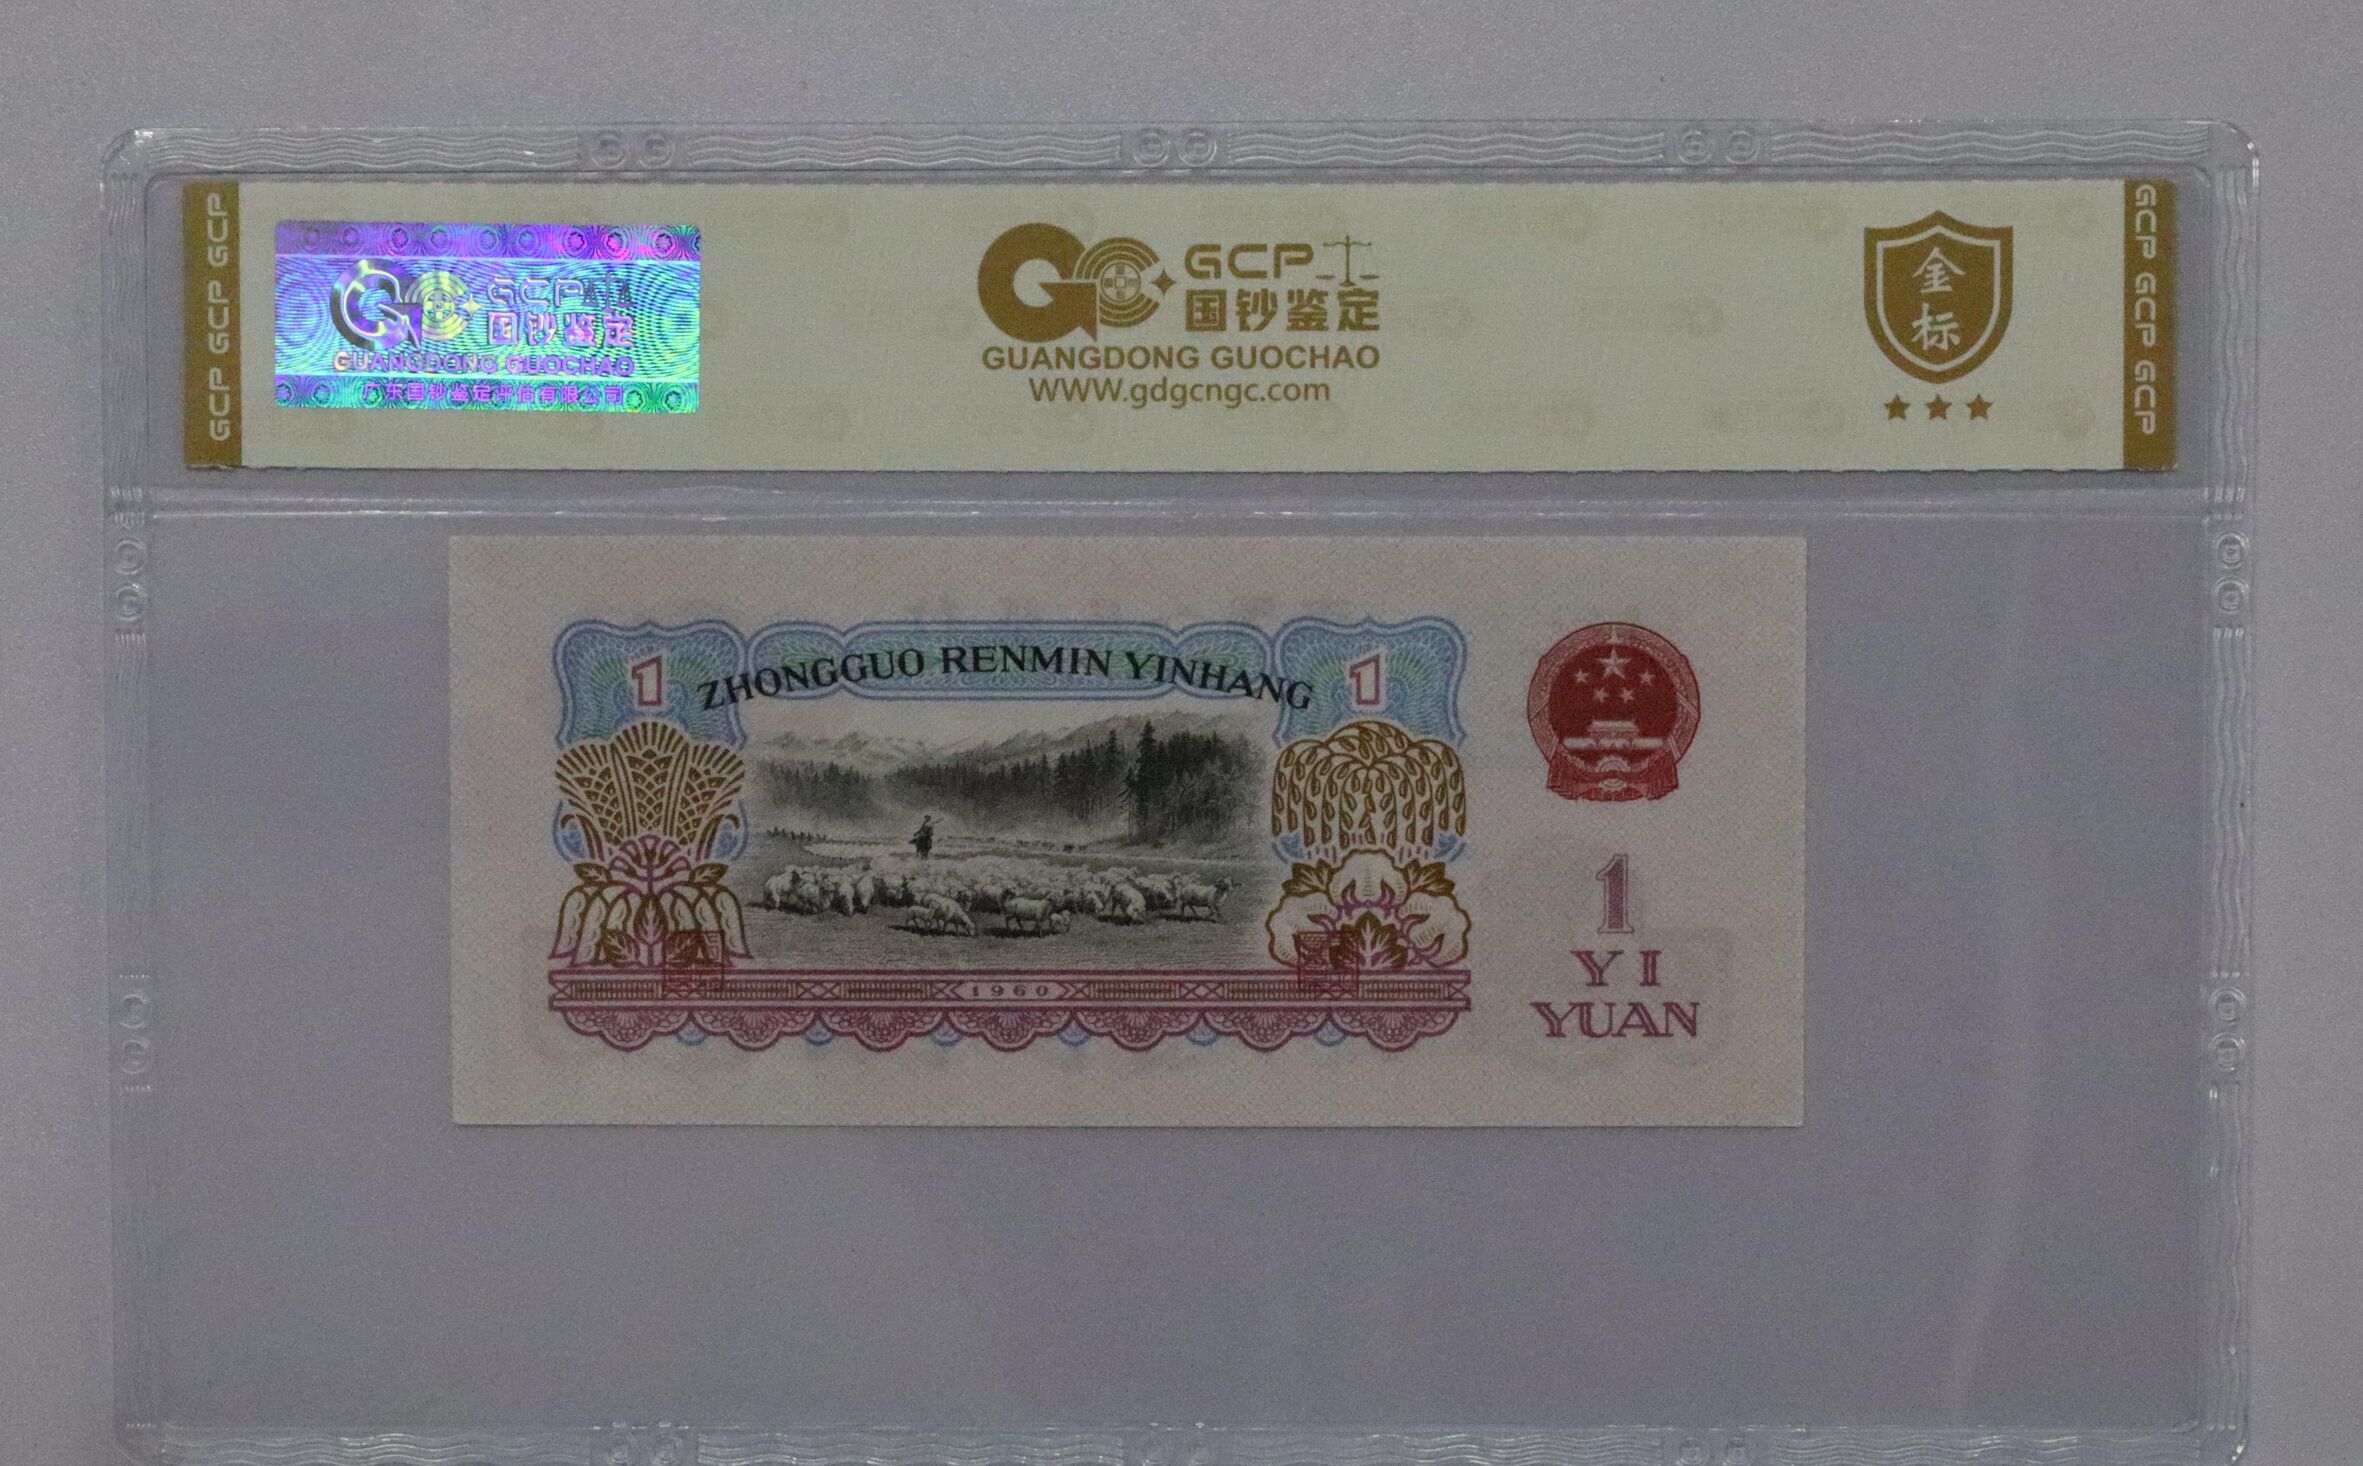 GCP GCP GCP
GCP
国钞鉴定
GUANGDONG GUOCHAO
广东国钞鉴定评估有限公司
GCP
国钞鉴定
GUANGDONG GUOCHAO
WWW.gdgcngc.com
金
标
GCP GCP GCP
ZHONGGUO RENMIN YINHANG
1
1
1960
1
YI
YUAN